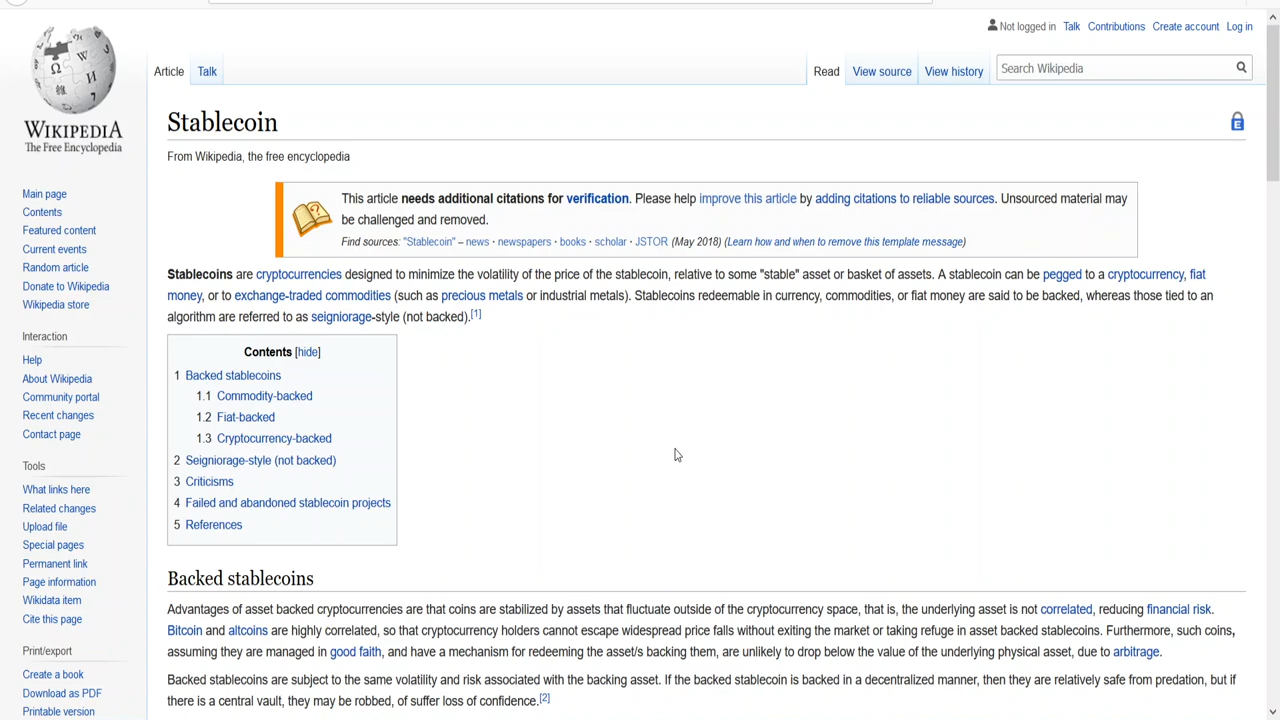 Not logged in Talk Contributions Create account Log in
Article Talk Read View source View history Search Wikipedia
WIKIPEDIA
The Free Encyclopedia
Main page
Contents
Featured content
Current events
Random article
Donate to Wikipedia
Wikipedia store
Interaction
Help
About Wikipedia
Community portal
Recent changes
Contact page
Tools
What links here
Related changes
Upload file
Special pages
Permanent link
Page information
Wikidata item
Cite this page
Print/export
Create a book
Download as PDF
Printable version
Stablecoin
E
From Wikipedia, the free encyclopedia
This article needs additional citations for verification. Please help improve this article by adding citations to reliable sources. Unsourced material may
be challenged and removed.
Find sources: "Stablecoin" – news · newspapers · books · scholar · JSTOR (May 2018) (Learn how and when to remove this template message)
Stablecoins are cryptocurrencies designed to minimize the volatility of the price of the stablecoin, relative to some "stable" asset or basket of assets. A stablecoin can be pegged to a cryptocurrency, fiat
money, or to exchange-traded commodities (such as precious metals or industrial metals). Stablecoins redeemable in currency, commodities, or fiat money are said to be backed, whereas those tied to an
algorithm are referred to as seigniorage-style (not backed).[1]
Contents [hide]
1 Backed stablecoins
1.1 Commodity-backed
1.2 Fiat-backed
1.3 Cryptocurrency-backed
2 Seigniorage-style (not backed)
3 Criticisms
4 Failed and abandoned stablecoin projects
5 References
Backed stablecoins
Advantages of asset backed cryptocurrencies are that coins are stabilized by assets that fluctuate outside of the cryptocurrency space, that is, the underlying asset is not correlated, reducing financial risk.
Bitcoin and altcoins are highly correlated, so that cryptocurrency holders cannot escape widespread price falls without exiting the market or taking refuge in asset backed stablecoins. Furthermore, such coins,
assuming they are managed in good faith, and have a mechanism for redeeming the asset/s backing them, are unlikely to drop below the value of the underlying physical asset, due to arbitrage.
Backed stablecoins are subject to the same volatility and risk associated with the backing asset. If the backed stablecoin is backed in a decentralized manner, then they are relatively safe from predation, but if
there is a central vault, they may be robbed, of suffer loss of confidence.[2]